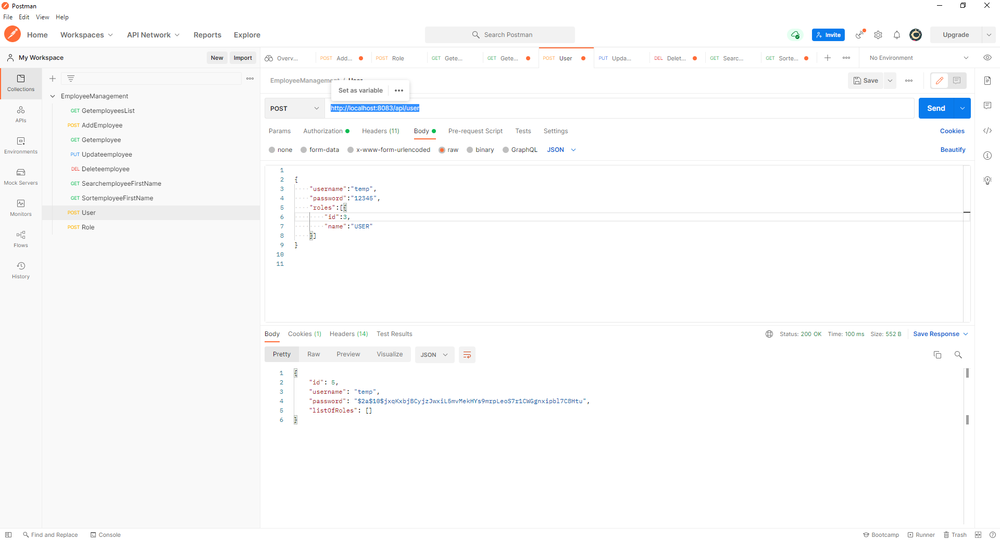 Postman
File Edit View Help
Home Workspaces API Network Reports Explore Search Postman Invite Upgrade
My Workspace New Import Overv... POST Add... POST Role GET Gete... GET Gete... POST User PUT Upda... DEL Delet... GET Searc... GET Sorte... No Environment
Collections
APIs
Environments
Mock Servers
Monitors
Flows
History
EmployeeManagement
GET GetemployeesList
POST AddEmployee
GET Getemployee
PUT Updateemployee
DEL Deleteemployee
GET SearchemployeeFirstName
GET SortemployeeFirstName
POST User
POST Role
EmployeeManagement / User Save
Set as variable
POST http://localhost:8083/api/user Send
Params Authorization Headers (11) Body Pre-request Script Tests Settings Cookies
none form-data x-www-form-urlencoded raw binary GraphQL JSON Beautify
1
2 {
3 "username":"temp",
4 "password":"12345",
5 "roles":[{
6 "id":3,
7 "name":"USER"
8 }]
9 }
10
11
Body Cookies (1) Headers (14) Test Results Status: 200 OK Time: 100 ms Size: 552 B Save Response
Pretty Raw Preview Visualize JSON
1 {
2 "id": 5,
3 "username": "temp",
4 "password": "$2a$10$jxqKxbjBCyjzJwxiL5mvMekHYs9mrpLeoS7r1CWGgnxipbl7C8Htu",
5 "listOfRoles": []
6 }
Find and Replace Console Bootcamp Runner Trash